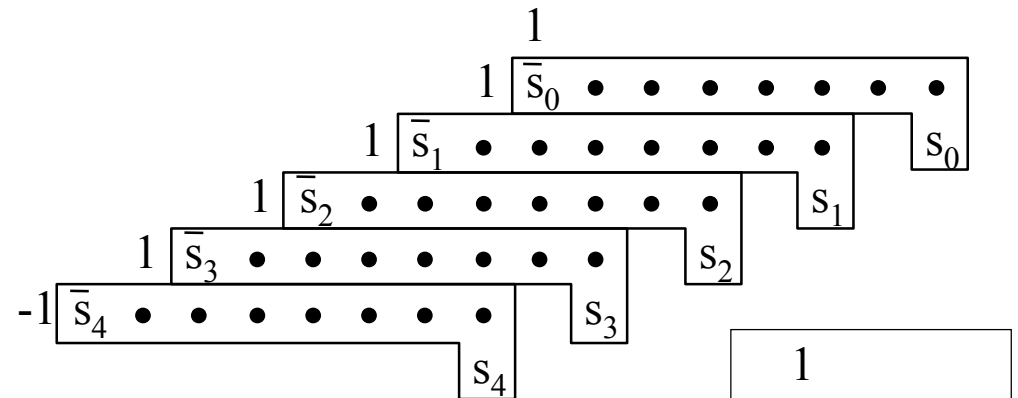 1
1 s̄₀ • • • • • • •
1 s̄₁ • • • • • • • s₀
1 s̄₂ • • • • • • • s₁
1 s̄₃ • • • • • • • s₂
-1 s̄₄ • • • • • • • s₃
1
s₄